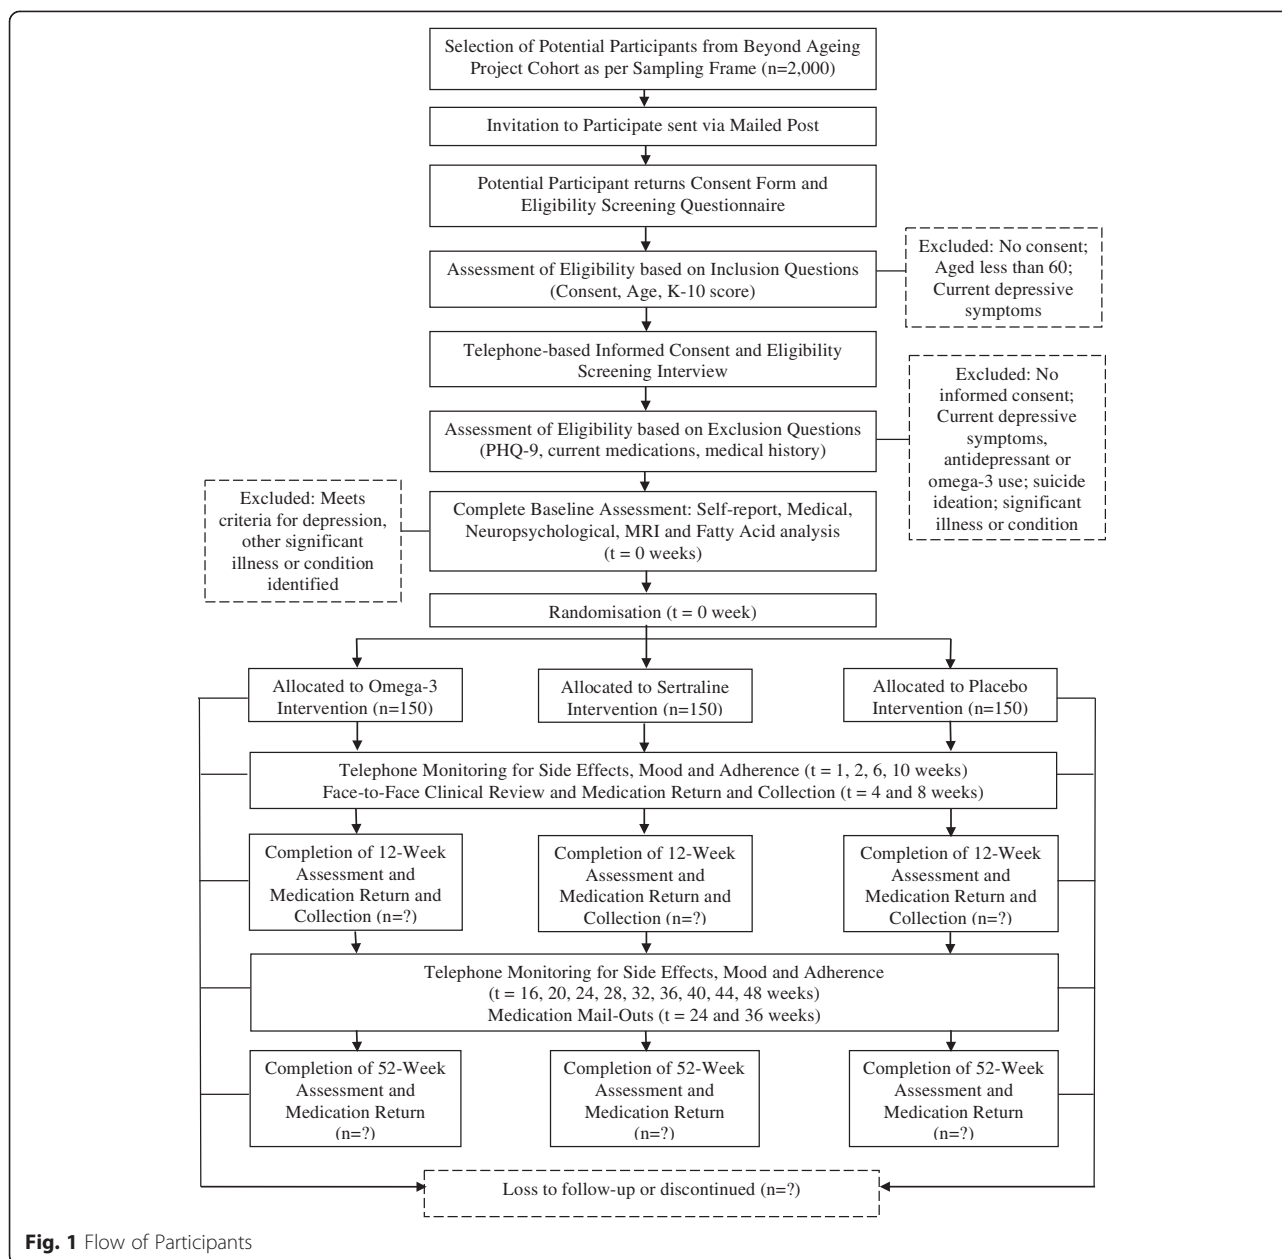 Selection of Potential Participants from Beyond Ageing
Project Cohort as per Sampling Frame (n=2,000)
Invitation to Participate sent via Mailed Post
Potential Participant returns Consent Form and
Eligibility Screening Questionnaire
Assessment of Eligibility based on Inclusion Questions
(Consent, Age, K-10 score)
Excluded: No consent;
Aged less than 60;
Current depressive
symptoms
Telephone-based Informed Consent and Eligibility
Screening Interview
Assessment of Eligibility based on Exclusion Questions
(PHQ-9, current medications, medical history)
Excluded: No
informed consent;
Current depressive
symptoms,
antidepressant or
omega-3 use; suicide
ideation; significant
illness or condition
Excluded: Meets
criteria for depression,
other significant
illness or condition
identified
Complete Baseline Assessment: Self-report, Medical,
Neuropsychological, MRI and Fatty Acid analysis
(t = 0 weeks)
Randomisation (t = 0 week)
Allocated to Omega-3
Intervention (n=150)
Allocated to Sertraline
Intervention (n=150)
Allocated to Placebo
Intervention (n=150)
Telephone Monitoring for Side Effects, Mood and Adherence (t = 1, 2, 6, 10 weeks)
Face-to-Face Clinical Review and Medication Return and Collection (t = 4 and 8 weeks)
Completion of 12-Week
Assessment and
Medication Return and
Collection (n=?)
Completion of 12-Week
Assessment and
Medication Return and
Collection (n=?)
Completion of 12-Week
Assessment and
Medication Return and
Collection (n=?)
Telephone Monitoring for Side Effects, Mood and Adherence
(t = 16, 20, 24, 28, 32, 36, 40, 44, 48 weeks)
Medication Mail-Outs (t = 24 and 36 weeks)
Completion of 52-Week
Assessment and
Medication Return
(n=?)
Completion of 52-Week
Assessment and
Medication Return
(n=?)
Completion of 52-Week
Assessment and
Medication Return
(n=?)
Loss to follow-up or discontinued (n=?)
Fig. 1 Flow of Participants